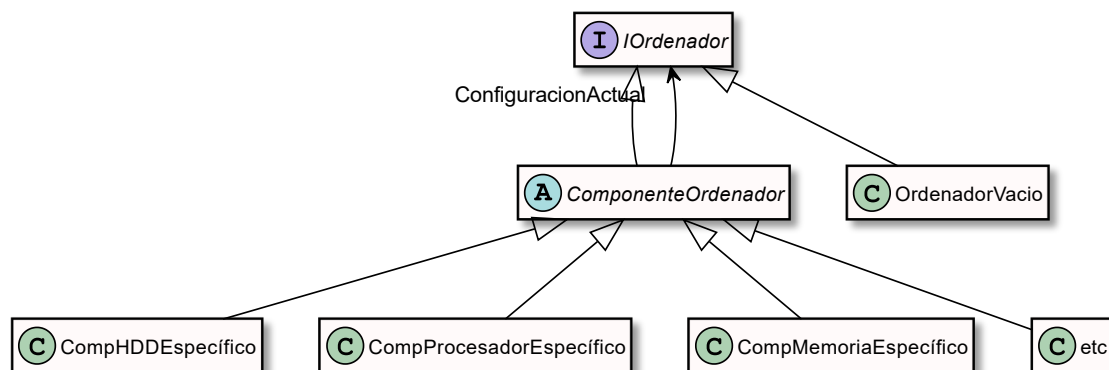 I IOrdenador
ConfiguracionActual
A ComponenteOrdenador
C OrdenadorVacio
C CompHDDEspecífico
C CompProcesadorEspecífico
C CompMemoriaEspecífico
C etc